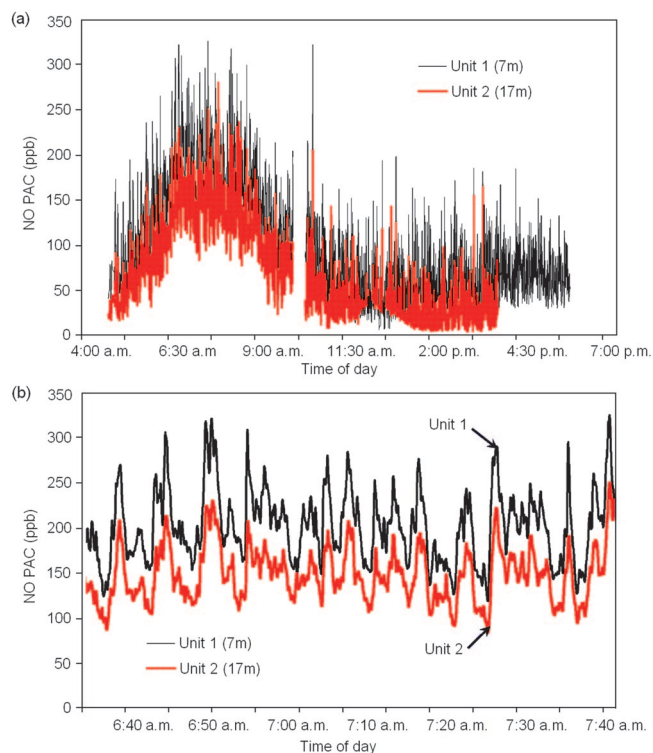 (a)
350
300
250
200
150
100
50
0
NO PAC (ppb)
Unit 1 (7m)
Unit 2 (17m)
4:00 a.m. 6:30 a.m 9:00 a.m. 11:30 a.m. 2:00 p.m. 4:30 p.m. 7:00 p.m.
Time of day
(b)
350
300
250
200
150
100
50
0
NO PAC (ppb)
Unit 1
Unit 2
Unit 1 (7m)
Unit 2 (17m)
6:40 a.m. 6:50 a.m. 7:00 a.m. 7:10 a.m. 7:20 a.m. 7:30 a.m. 7:40 a.m.
Time of day